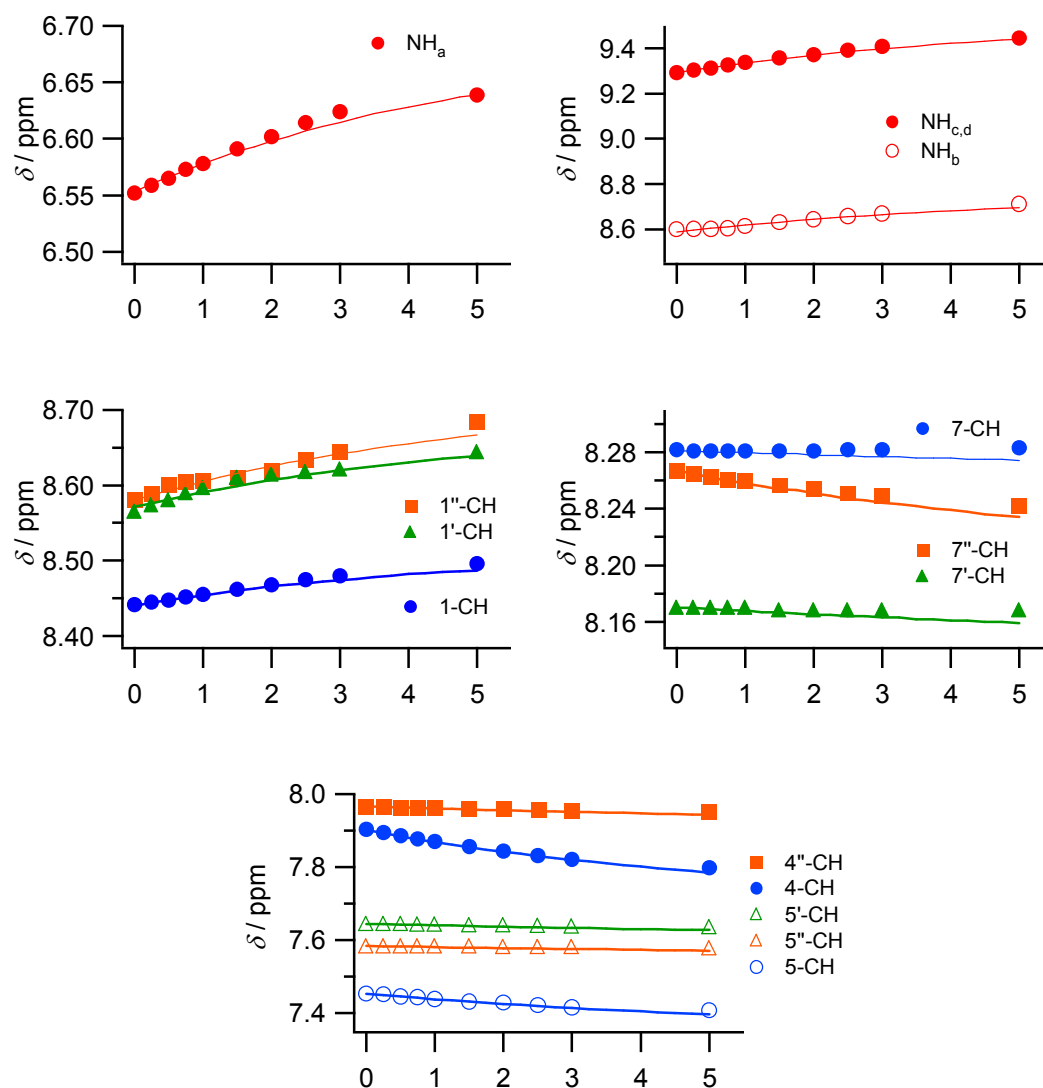 δ / ppm
6.70
6.65
6.60
6.55
6.50
NHa
0 1 2 3 4 5
δ / ppm
9.4
9.2
9.0
8.8
8.6
NHc,d
NHb
0 1 2 3 4 5
δ / ppm
8.70
8.60
8.50
8.40
1''-CH
1'-CH
1-CH
0 1 2 3 4 5
δ / ppm
8.28
8.24
8.20
8.16
7-CH
7''-CH
7'-CH
0 1 2 3 4 5
δ / ppm
8.0
7.8
7.6
7.4
4''-CH
4-CH
5'-CH
5''-CH
5-CH
0 1 2 3 4 5